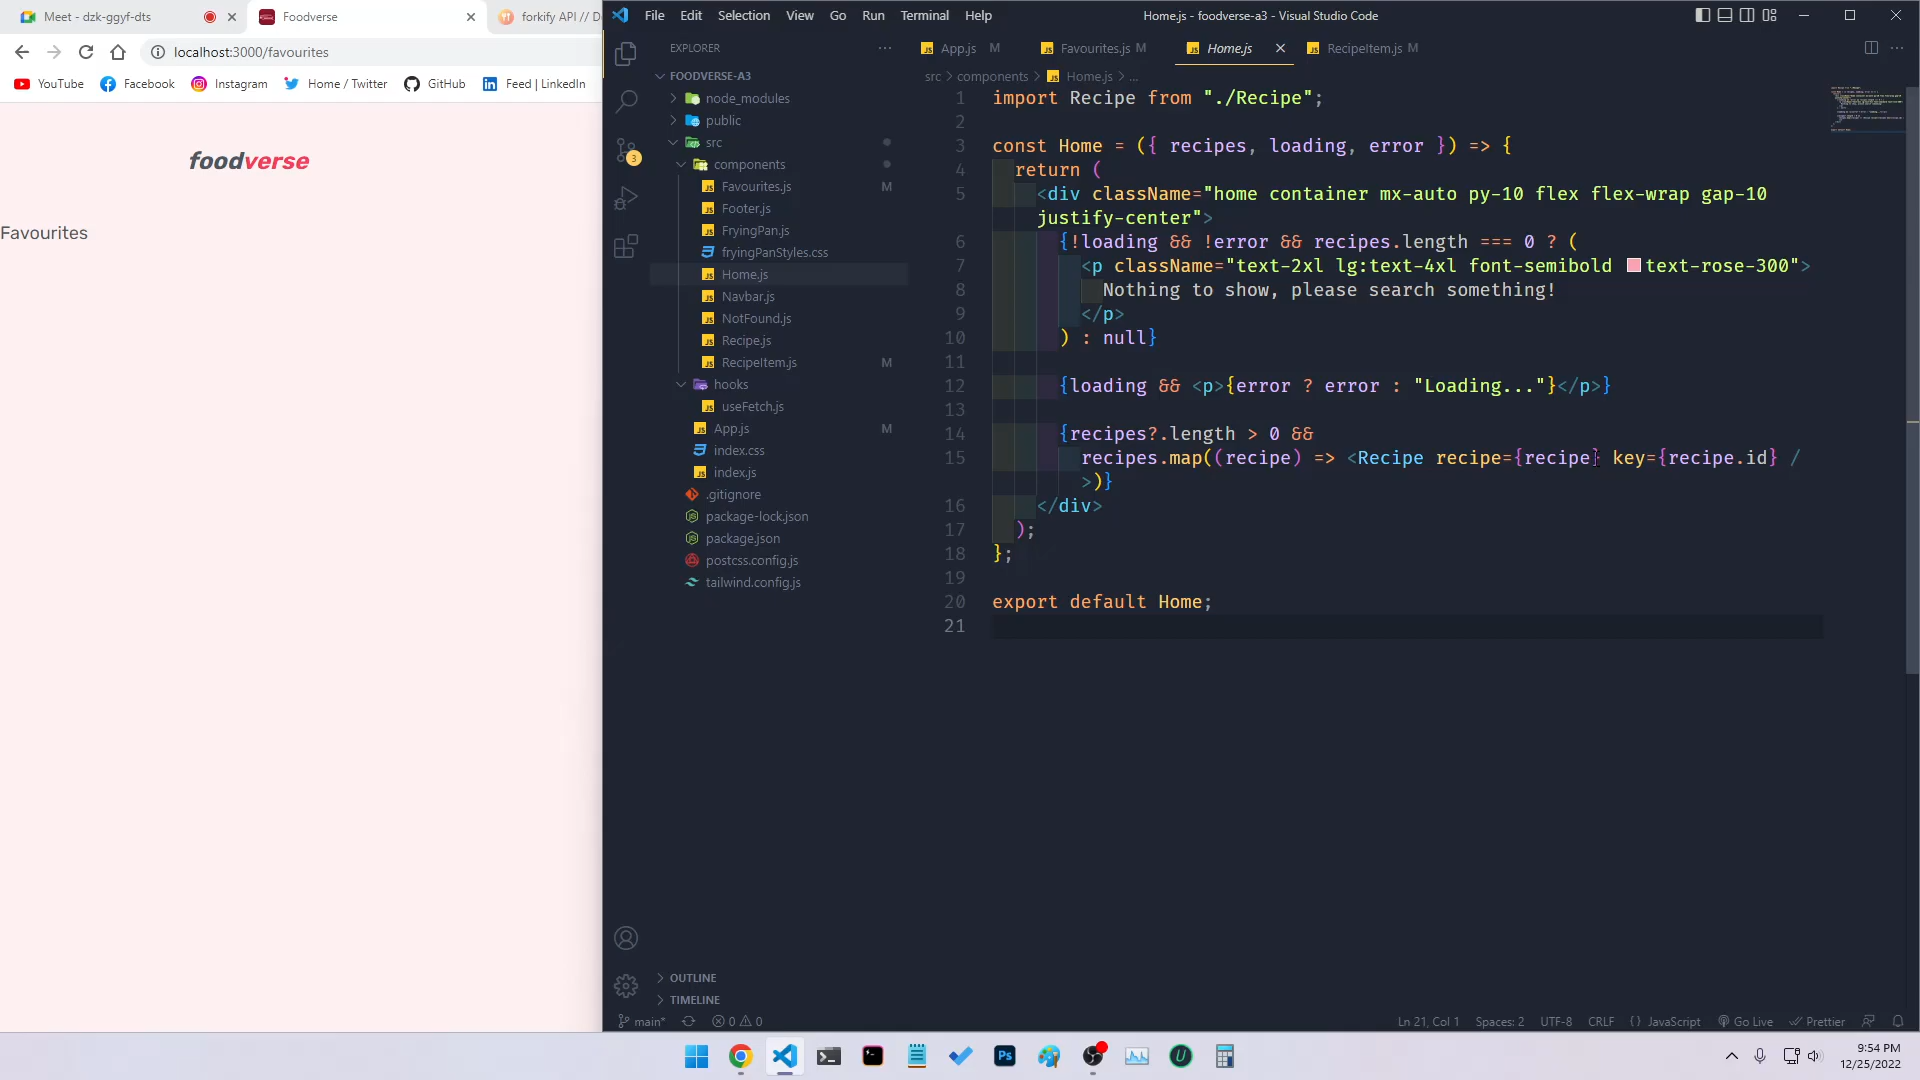 Meet - dzk-ggyf-dts
Foodverse
forkify API // D
localhost:3000/favourites
YouTube
Facebook
Instagram
Home / Twitter
GitHub
Feed | LinkedIn
foodverse
Favourites
File Edit Selection View Go Run Terminal Help
Home.js - foodverse-a3 - Visual Studio Code
EXPLORER
FOODVERSE-A3
node_modules
public
src
components
Favourites.js M
Footer.js
FryingPan.js
fryingPanStyles.css
Home.js
Navbar.js
NotFound.js
Recipe.js
RecipeItem.js M
hooks
useFetch.js
App.js M
index.css
index.js
.gitignore
package-lock.json
package.json
postcss.config.js
tailwind.config.js
OUTLINE
TIMELINE
3
App.js M
Favourites.js M
Home.js
RecipeItem.js M
src > components > Home.js > ...
1 import Recipe from "./Recipe";
2
3 const Home = ({ recipes, loading, error }) => {
4 return (
5 <div className="home container mx-auto py-10 flex flex-wrap gap-10
justify-center">
6 {!loading && !error && recipes.length === 0 ? (
7 <p className="text-2xl lg:text-4xl font-semibold text-rose-300">
8 Nothing to show, please search something!
9 </p>
10 ) : null}
11
12 {loading && <p>{error ? error : "Loading..."}</p>}
13
14 {recipes?.length > 0 &&
15 recipes.map((recipe) => <Recipe recipe={recipe} key={recipe.id} /
>)}
16 </div>
17 );
18 };
19
20 export default Home;
21
main*
0 0
Ln 21, Col 1
Spaces: 2
UTF-8
CRLF
{} JavaScript
Go Live
Prettier
Ps
U
9:54 PM
12/25/2022